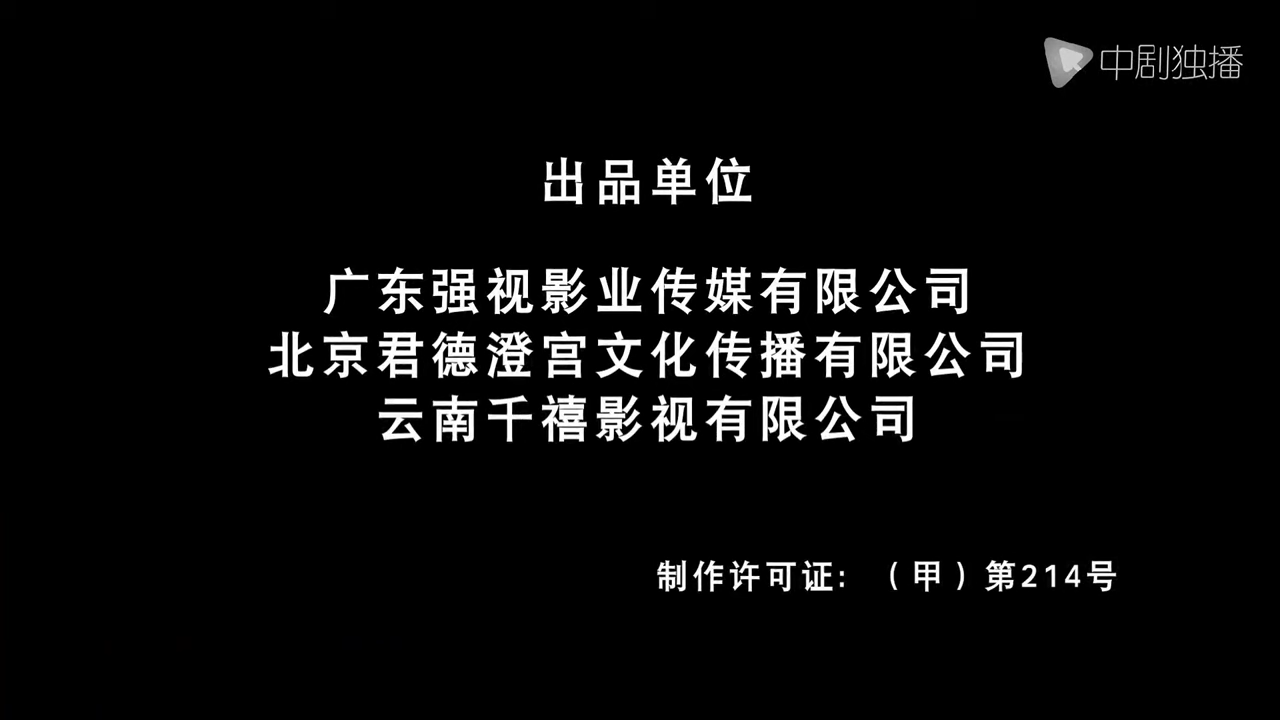 中剧独播
出品单位
广东强视影业传媒有限公司
北京君德澄宫文化传播有限公司
云南千禧影视有限公司
制作许可证：（甲）第214号